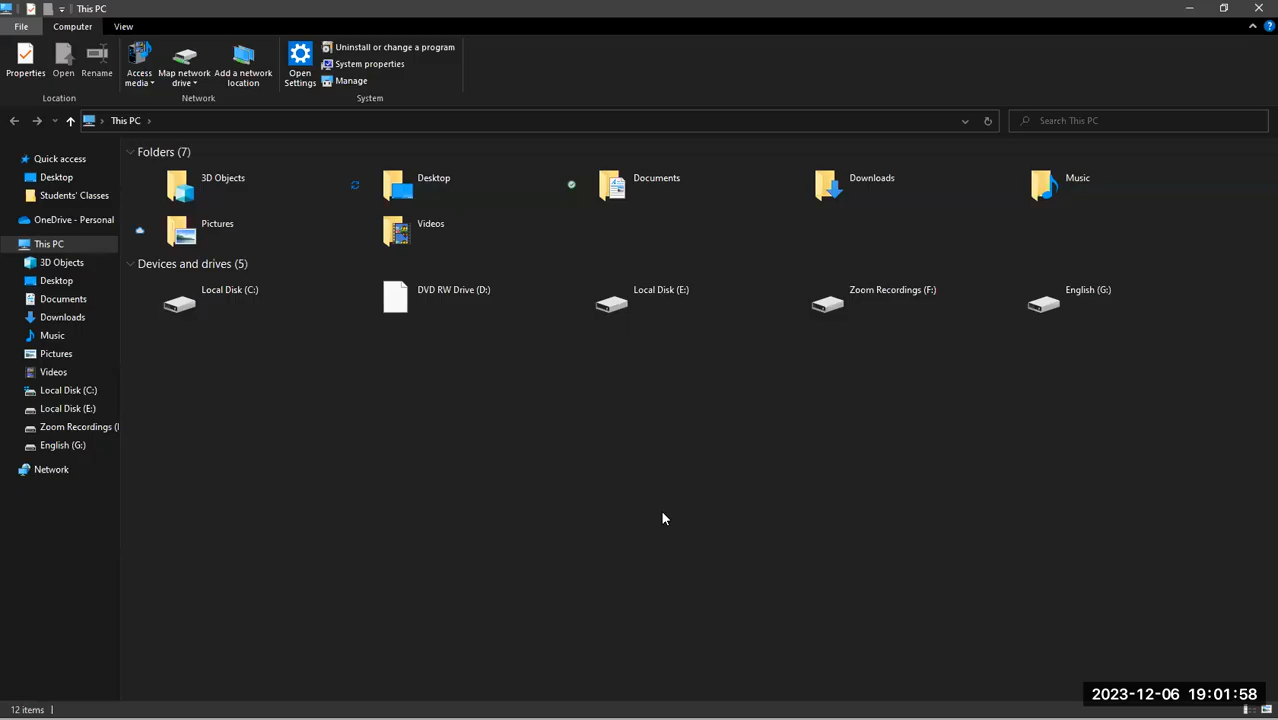 This PC
File Computer View
Properties Open Rename Access media Map network drive Add a network location Open Settings Uninstall or change a program
System properties
Manage
Location Network System
This PC Search This PC
Quick access
Desktop
Students' Classes
OneDrive - Personal
This PC
3D Objects
Desktop
Documents
Downloads
Music
Pictures
Videos
Local Disk (C:)
Local Disk (E:)
Zoom Recordings (
English (G:)
Network
Folders (7)
3D Objects Desktop Documents Downloads Music
Pictures Videos
Devices and drives (5)
Local Disk (C:) DVD RW Drive (D:) Local Disk (E:) Zoom Recordings (F:) English (G:)
2023-12-06 19:01:58
12 items